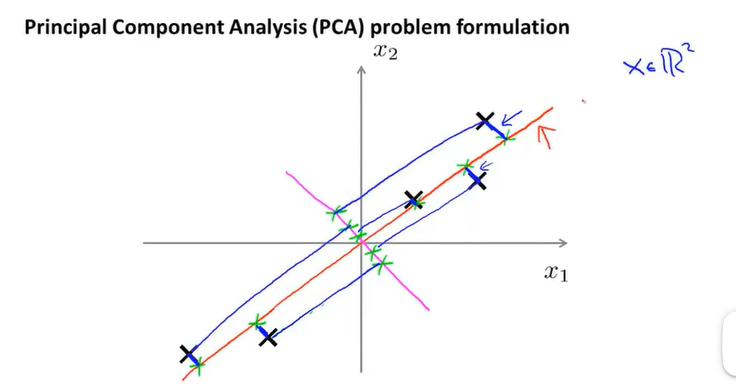 Principal Component Analysis (PCA) problem formulation
x₂
x ∈ ℝ²
x₁